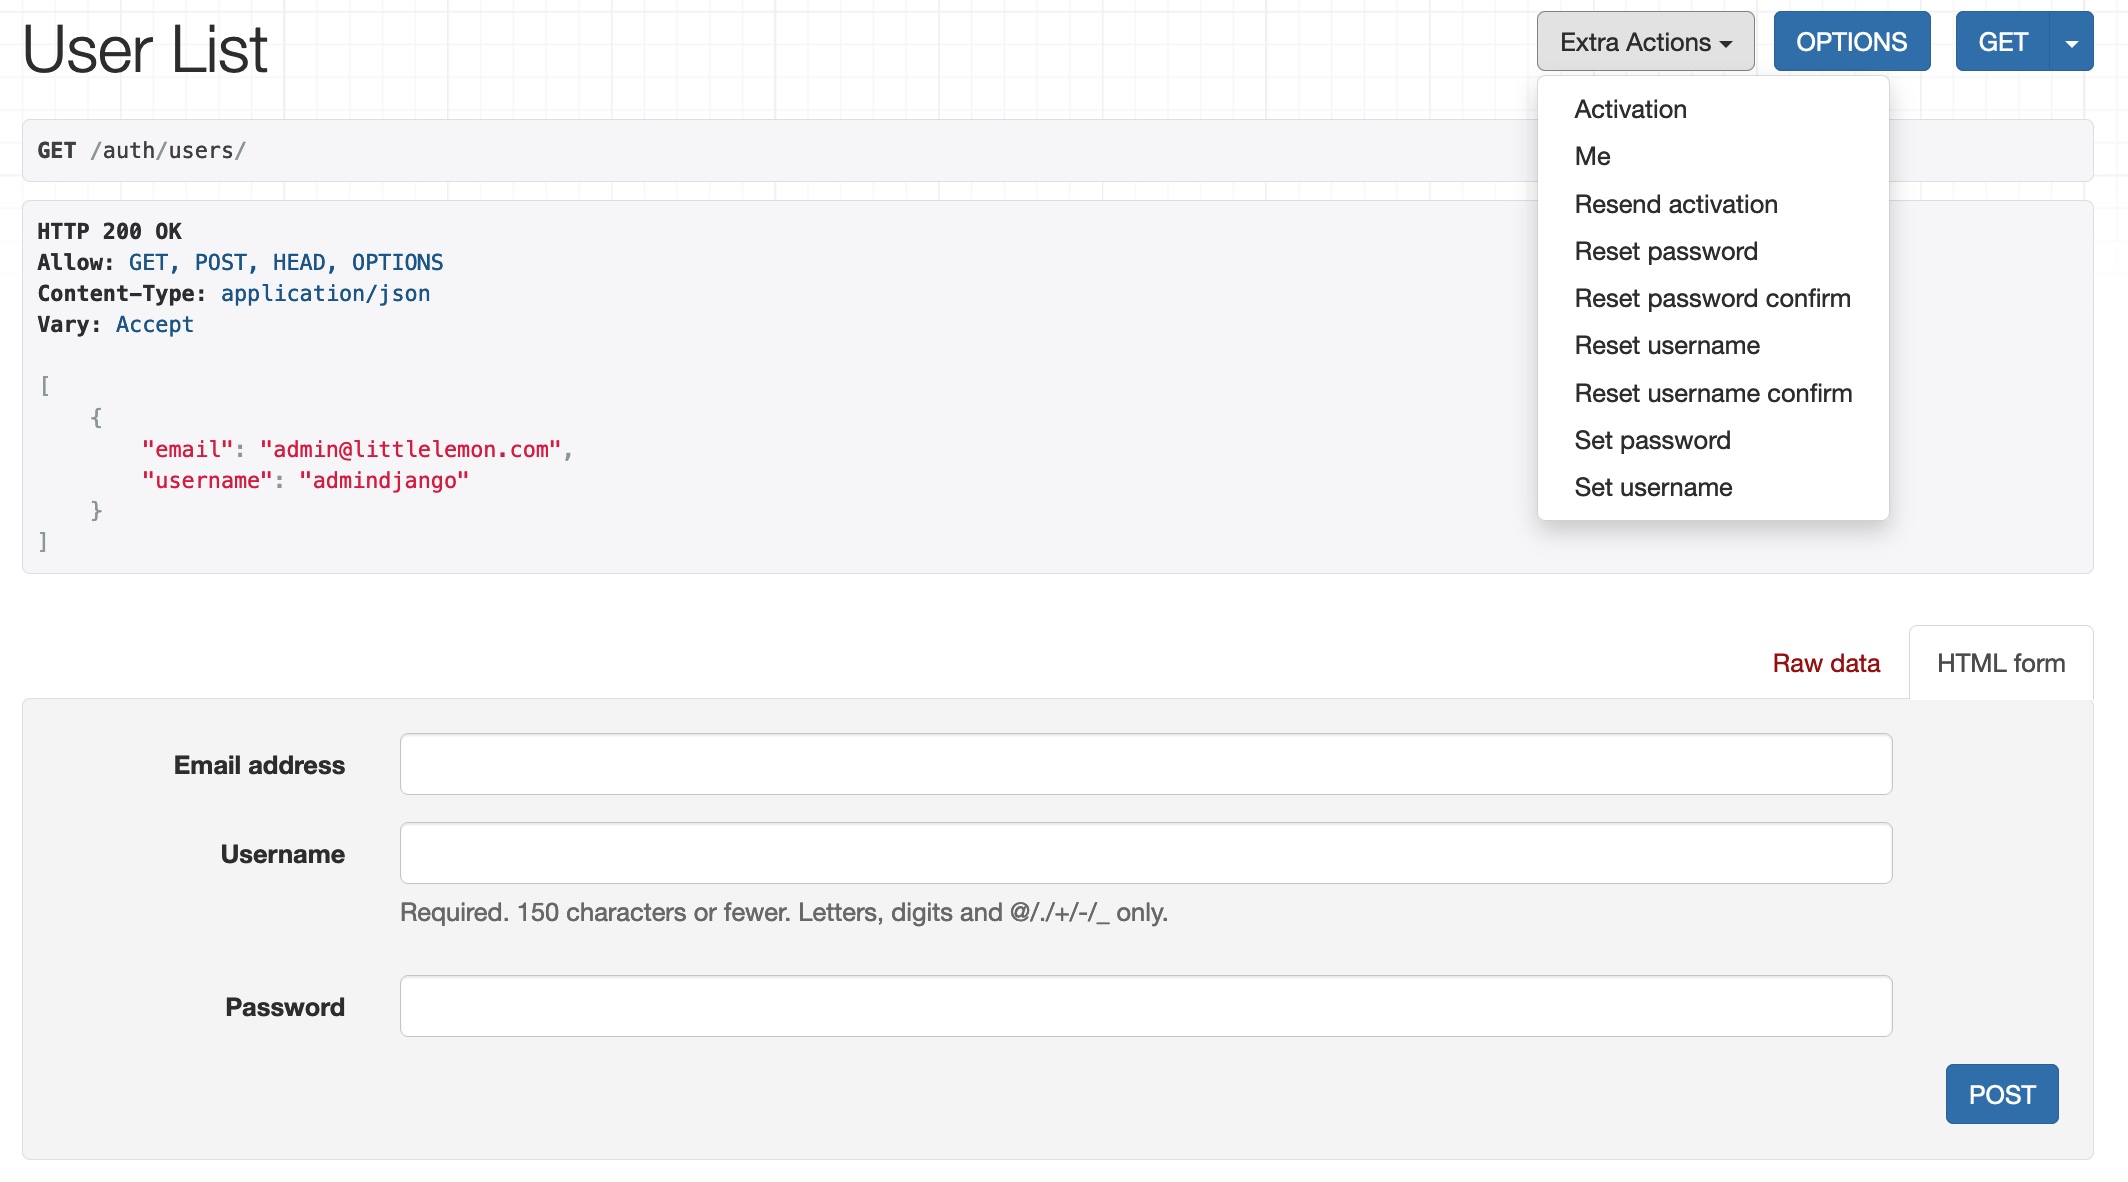 User List
Extra Actions
OPTIONS
GET
Activation
Me
Resend activation
Reset password
Reset password confirm
Reset username
Reset username confirm
Set password
Set username
GET /auth/users/
HTTP 200 OK
Allow: GET, POST, HEAD, OPTIONS
Content-Type: application/json
Vary: Accept
[
{
"email": "admin@littlelemon.com",
"username": "admindjango"
}
]
Raw data
HTML form
Email address
Username
Required. 150 characters or fewer. Letters, digits and @/./+/-/_ only.
Password
POST